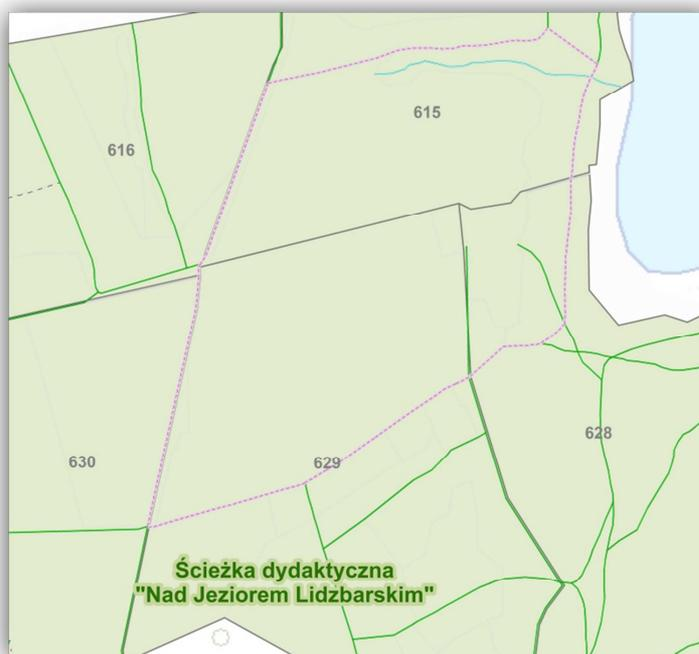 615
616
628
630
629
Ścieżka dydaktyczna
"Nad Jeziorem Lidzbarskim"